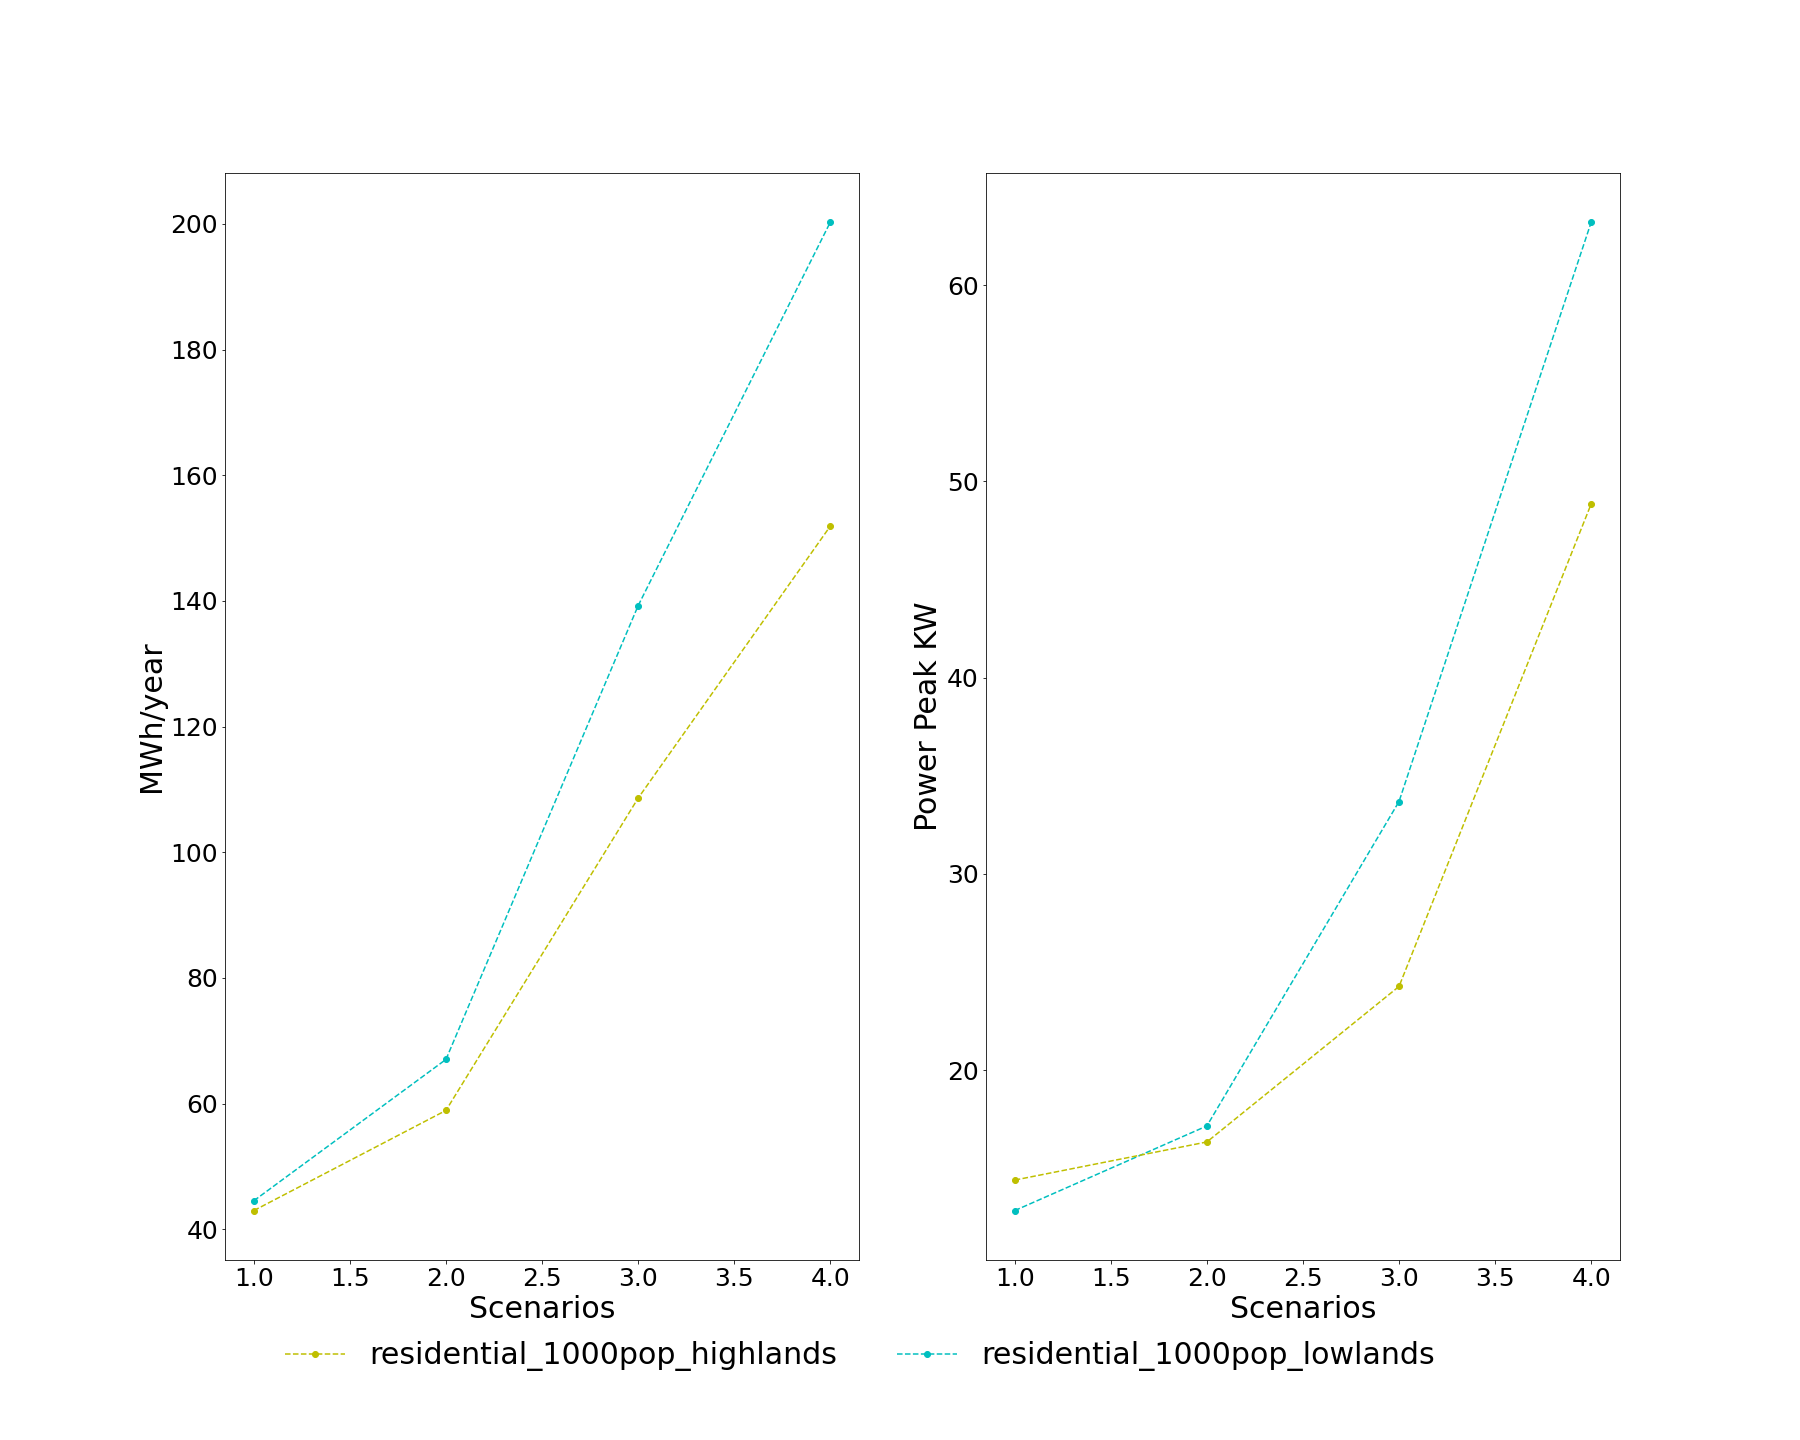 200
180
160
140
120
100
80
60
40
MWh/year
1.0 1.5 2.0 2.5 3.0 3.5 4.0
Scenarios
60
50
40
30
20
Power Peak KW
1.0 1.5 2.0 2.5 3.0 3.5 4.0
Scenarios
residential_1000pop_highlands
residential_1000pop_lowlands